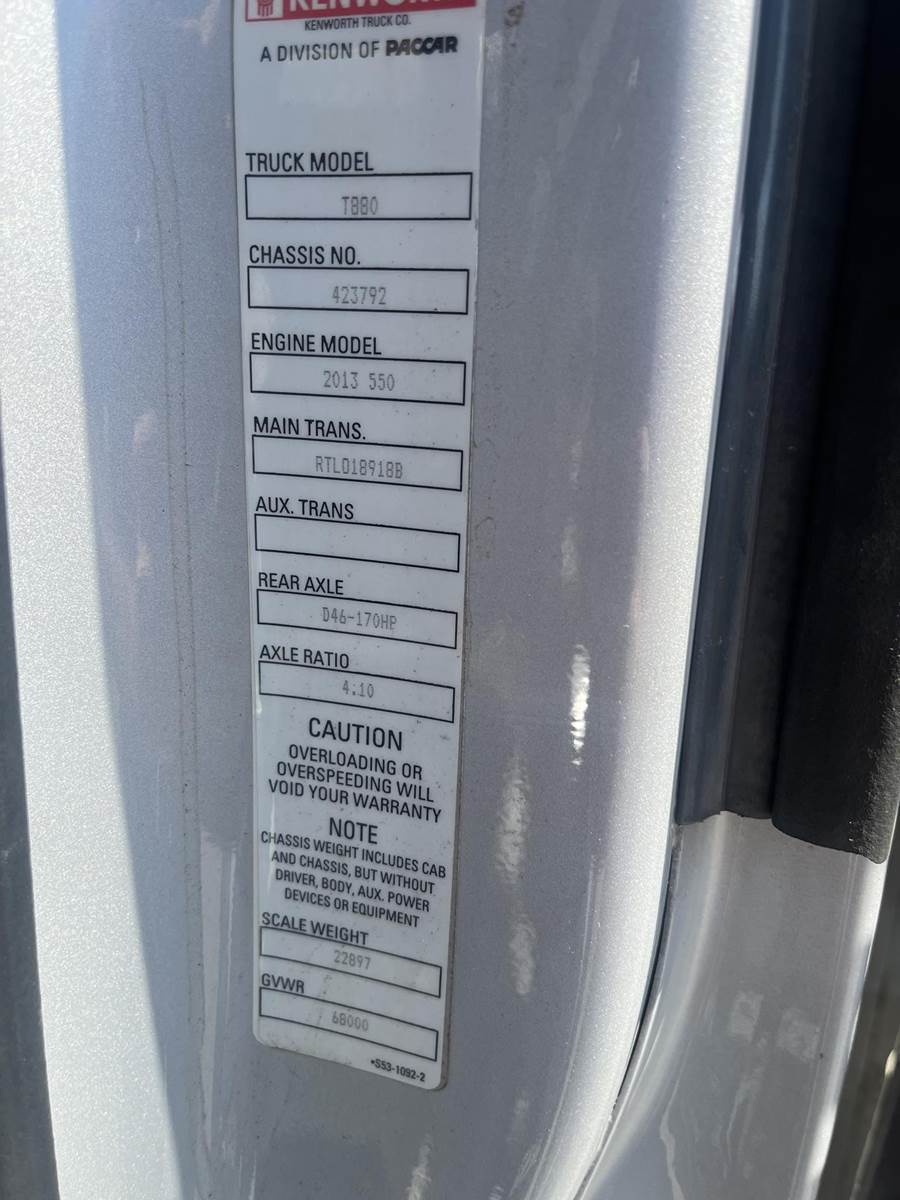 KENWORTH
KENWORTH TRUCK CO.
A DIVISION OF PACCAR
TRUCK MODEL
T880
CHASSIS NO.
423792
ENGINE MODEL
2013 550
MAIN TRANS.
RTLO18918B
AUX. TRANS
REAR AXLE
D46-170HP
AXLE RATIO
4.10
CAUTION
OVERLOADING OR
OVERSPEEDING WILL
VOID YOUR WARRANTY
NOTE
CHASSIS WEIGHT INCLUDES CAB
AND CHASSIS, BUT WITHOUT
DRIVER, BODY, AUX. POWER
DEVICES OR EQUIPMENT
SCALE WEIGHT
22897
GVWR
68000
*S53-1092-2